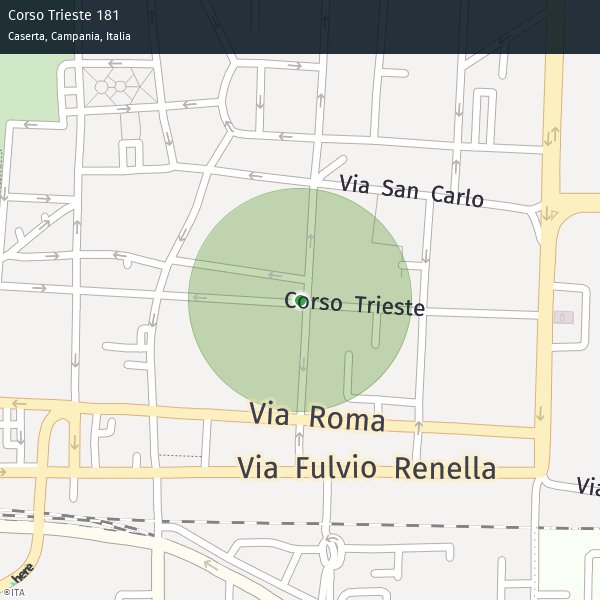 Corso Trieste 181
Caserta, Campania, Italia
Via San Carlo
Corso Trieste
Via Roma
Via Fulvio Renella
Via
here
©ITA